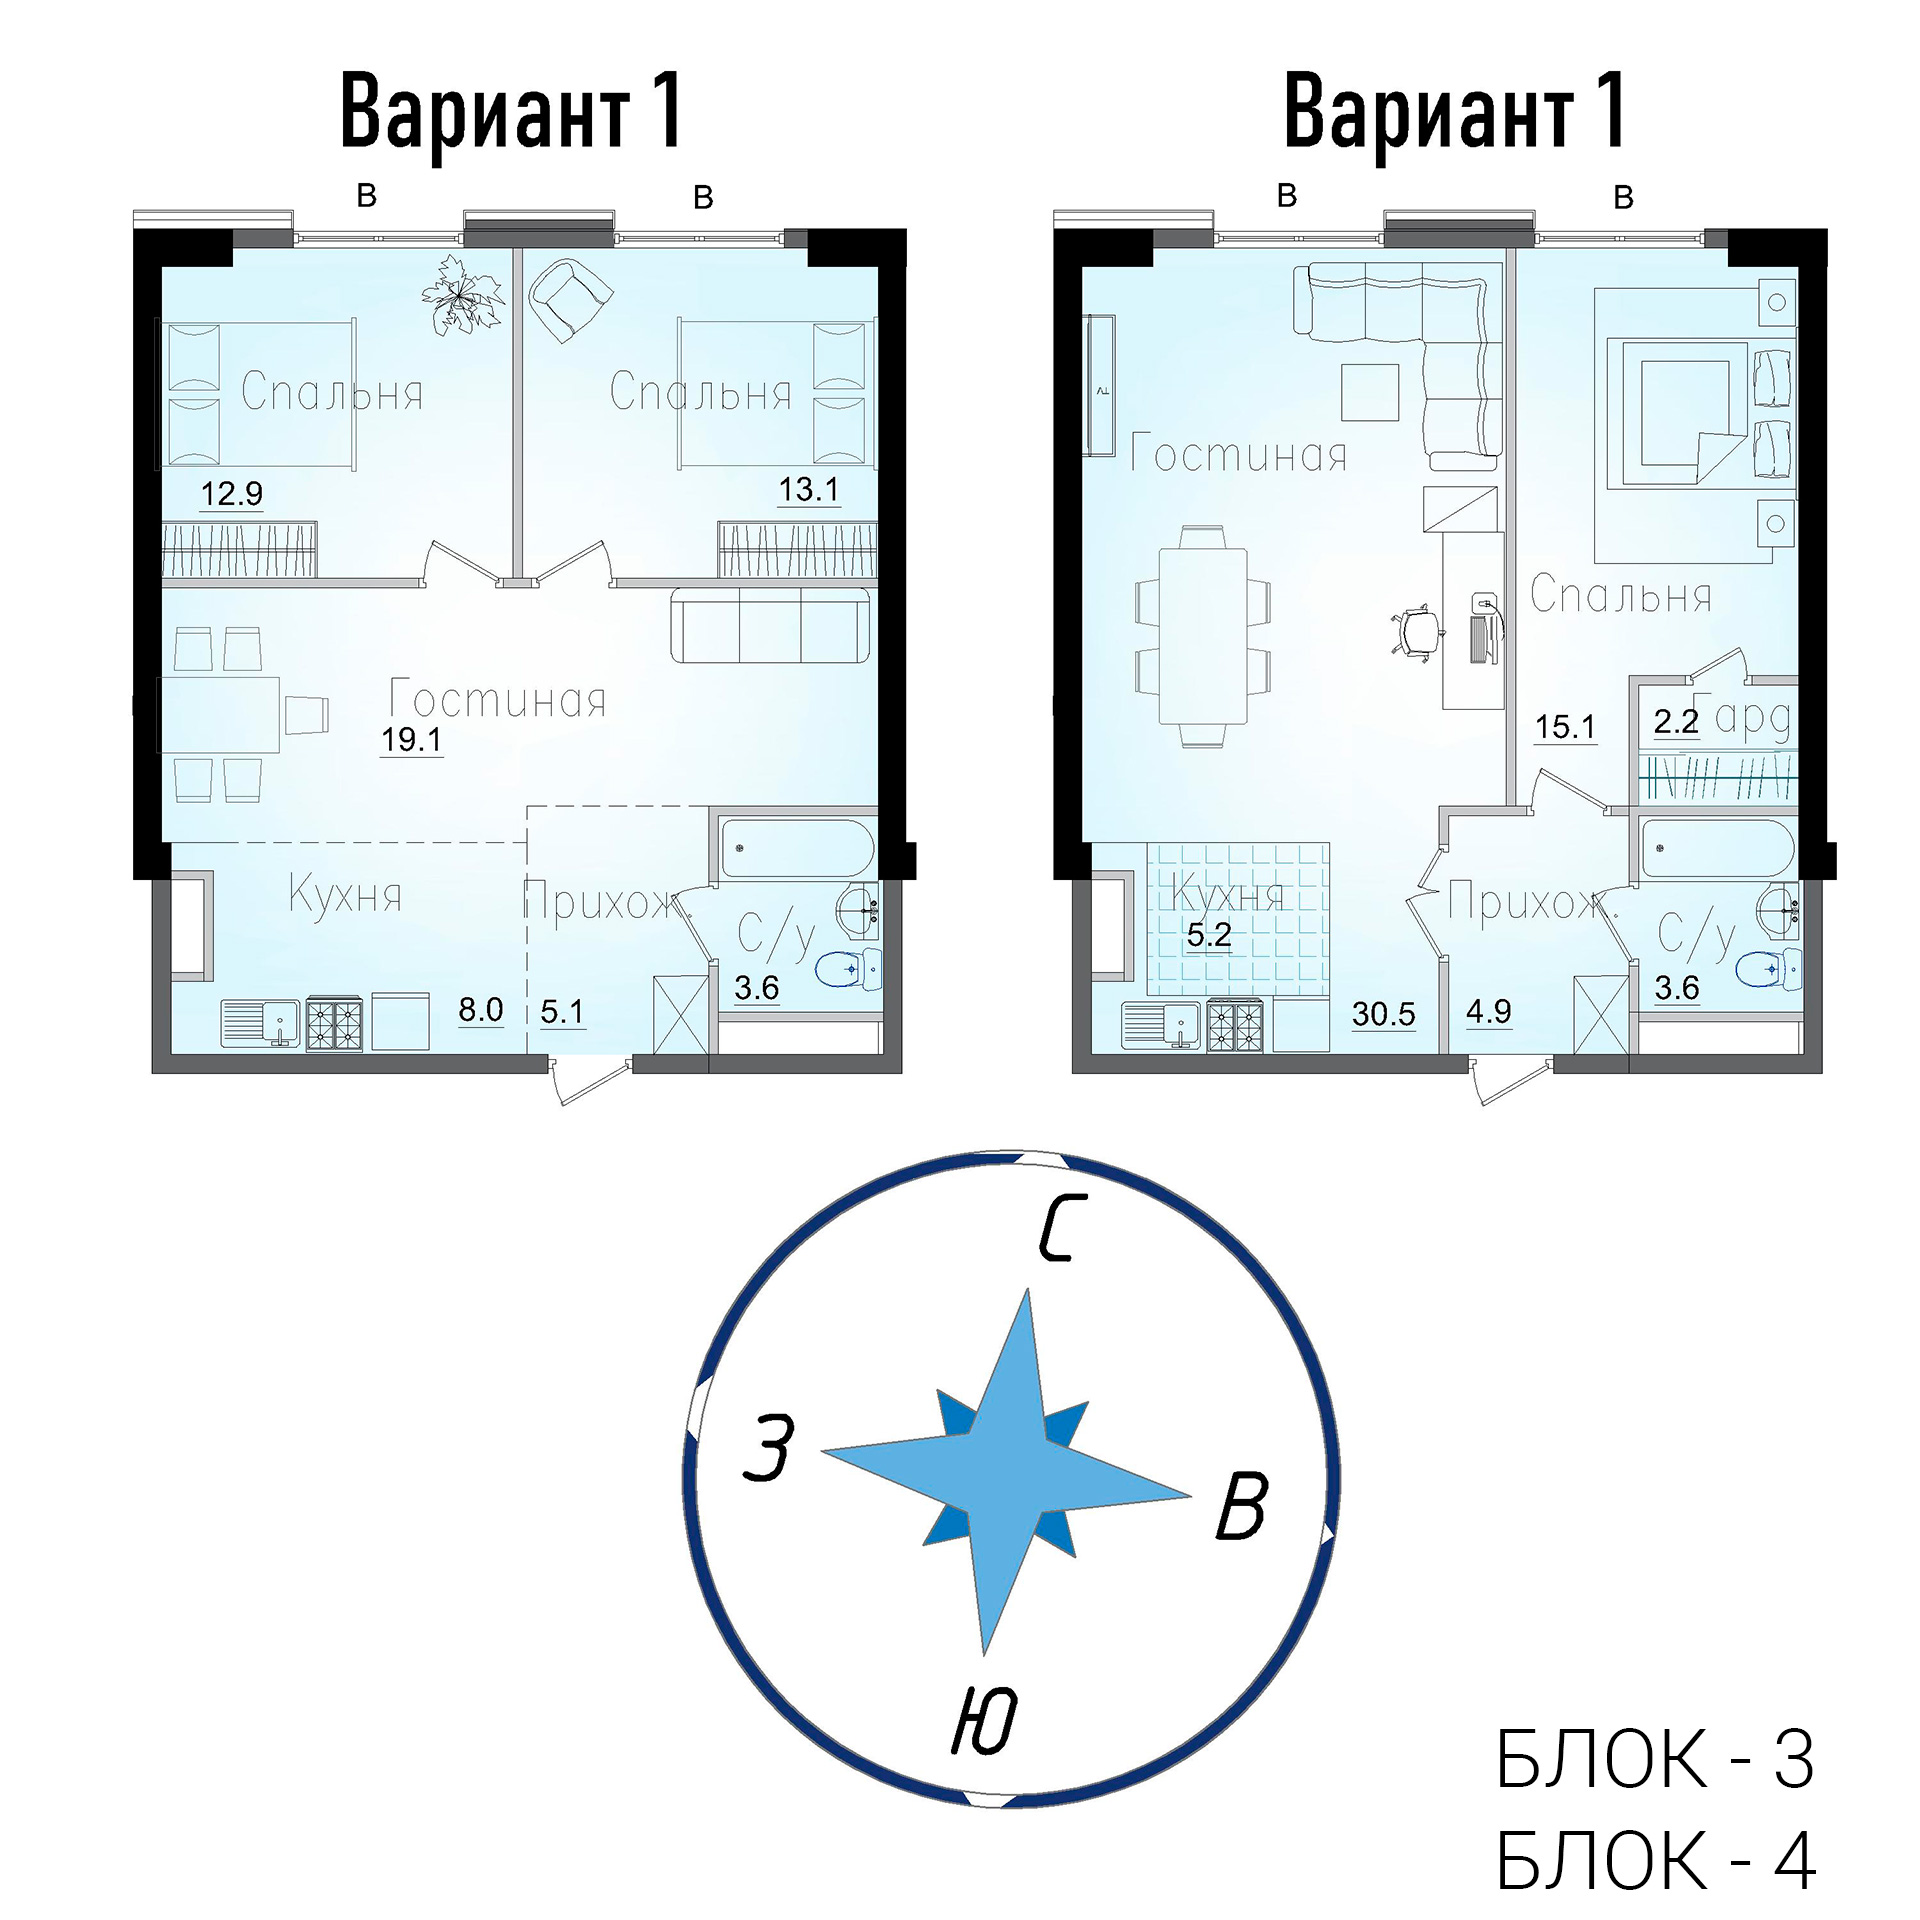 Вариант 1
В В
Спальня
12.9
Спальня
13.1
Гостиная
19.1
Кухня
8.0
Прихож
5.1
С/у
3.6
Вариант 1
В В
TV
Гостиная
Спальня
15.1
Гард
2.2
Кухня
5.2
30.5
Прихож
4.9
С/у
3.6
С
З
В
Ю
БЛОК - 3
БЛОК - 4